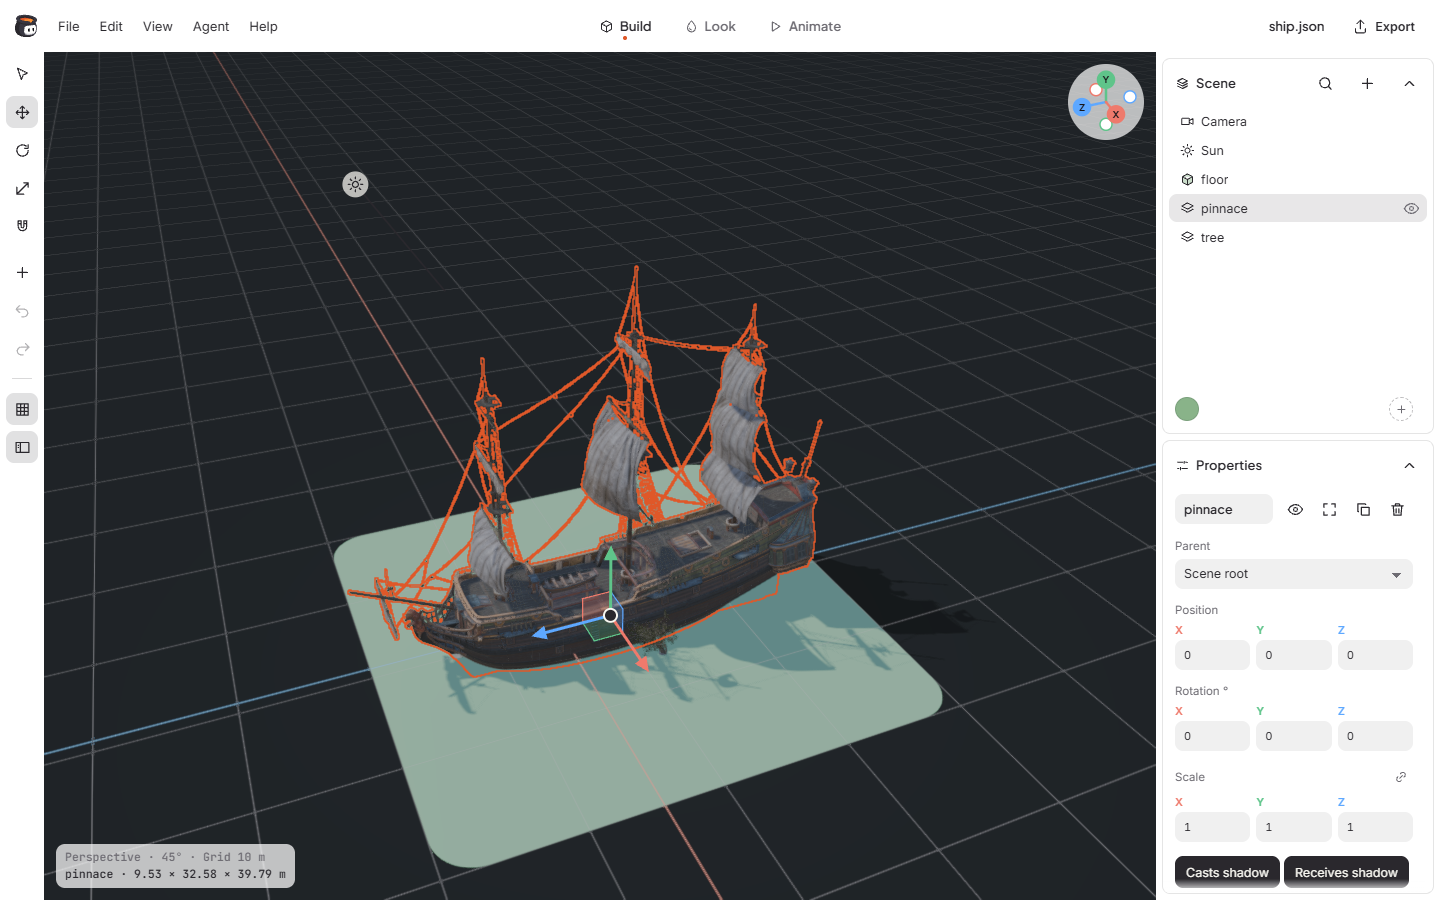 File Edit View Agent Help
Build Look Animate
ship.json Export
Y
Z
X
Perspective · 45° · Grid 10 m
pinnace · 9.53 × 32.58 × 39.79 m
Scene
Camera
Sun
floor
pinnace
tree
Properties
pinnace
Parent
Scene root
Position
X Y Z
0 0 0
Rotation °
X Y Z
0 0 0
Scale
X Y Z
1 1 1
Casts shadow Receives shadow